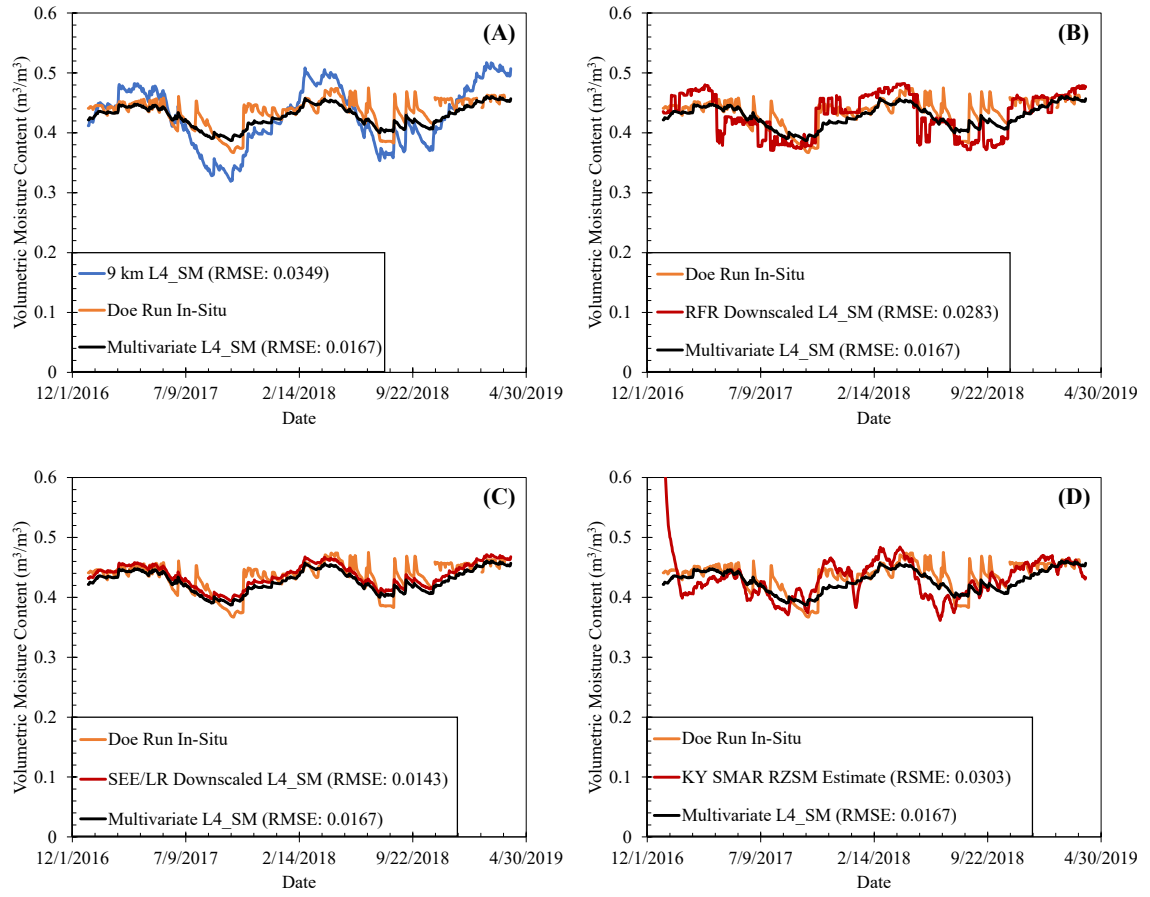 (A)
Volumetric Moisture Content (m³/m³)
0.6
0.5
0.4
0.3
0.2
0.1
0
9 km L4_SM (RMSE: 0.0349)
Doe Run In-Situ
Multivariate L4_SM (RMSE: 0.0167)
12/1/2016
7/9/2017
2/14/2018
9/22/2018
4/30/2019
Date
(B)
Volumetric Moisture Content (m³/m³)
0.6
0.5
0.4
0.3
0.2
0.1
0
Doe Run In-Situ
RFR Downscaled L4_SM (RMSE: 0.0283)
Multivariate L4_SM (RMSE: 0.0167)
12/1/2016
7/9/2017
2/14/2018
9/22/2018
4/30/2019
Date
(C)
Volumetric Moisture Content (m³/m³)
0.6
0.5
0.4
0.3
0.2
0.1
0
Doe Run In-Situ
SEE/LR Downscaled L4_SM (RMSE: 0.0143)
Multivariate L4_SM (RMSE: 0.0167)
12/1/2016
7/9/2017
2/14/2018
9/22/2018
4/30/2019
Date
(D)
Volumetric Moisture Content (m³/m³)
0.6
0.5
0.4
0.3
0.2
0.1
0
Doe Run In-Situ
KY SMAR RZSM Estimate (RSME: 0.0303)
Multivariate L4_SM (RMSE: 0.0167)
12/1/2016
7/9/2017
2/14/2018
9/22/2018
4/30/2019
Date